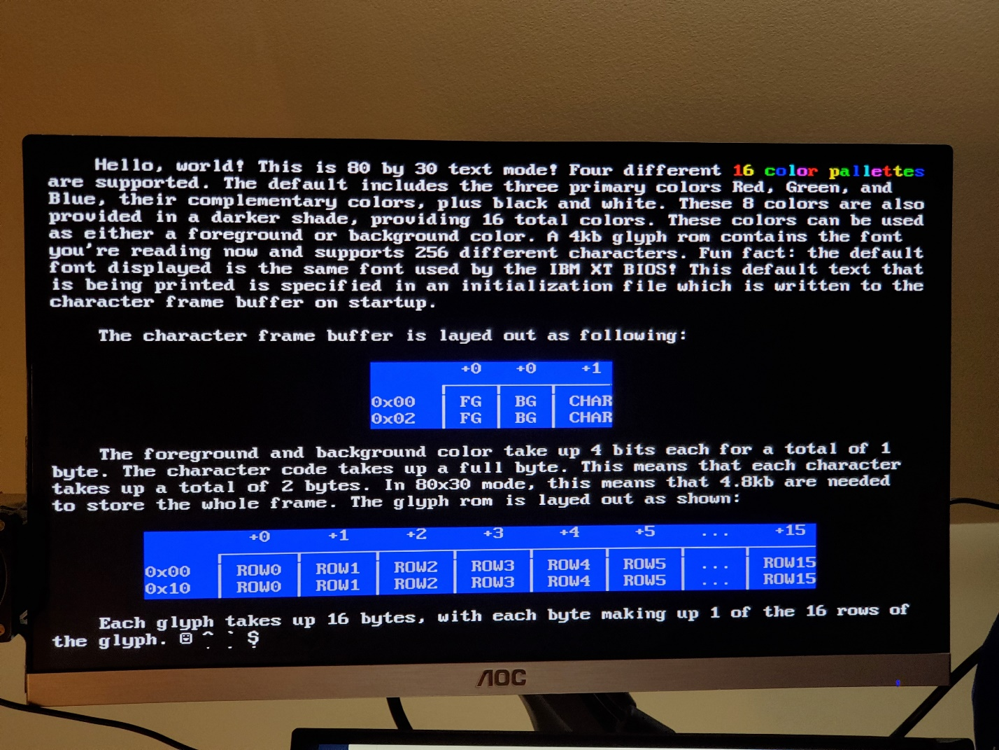 Hello, world! This is 80 by 30 text mode! Four different 16 color pallettes
are supported. The default includes the three primary colors Red, Green, and
Blue, their complementary colors, plus black and white. These 8 colors are also
provided in a darker shade, providing 16 total colors. These colors can be used
as either a foreground or background color. A 4kb glyph rom contains the font
you're reading now and supports 256 different characters. Fun fact: the default
font displayed is the same font used by the IBM XT BIOS! This default text that
is being printed is specified in an initialization file which is written to the
character frame buffer on startup.
The character frame buffer is layed out as following:
+0 +0 +1
0x00 FG BG CHAR
0x02 FG BG CHAR
The foreground and background color take up 4 bits each for a total of 1
byte. The character code takes up a full byte. This means that each character
takes up a total of 2 bytes. In 80x30 mode, this means that 4.8kb are needed
to store the whole frame. The glyph rom is layed out as shown:
+0 +1 +2 +3 +4 +5 ... +15
0x00 ROW0 ROW1 ROW2 ROW3 ROW4 ROW5 ... ROW15
0x10 ROW0 ROW1 ROW2 ROW3 ROW4 ROW5 ... ROW15
Each glyph takes up 16 bytes, with each byte making up 1 of the 16 rows of
the glyph.
AOC